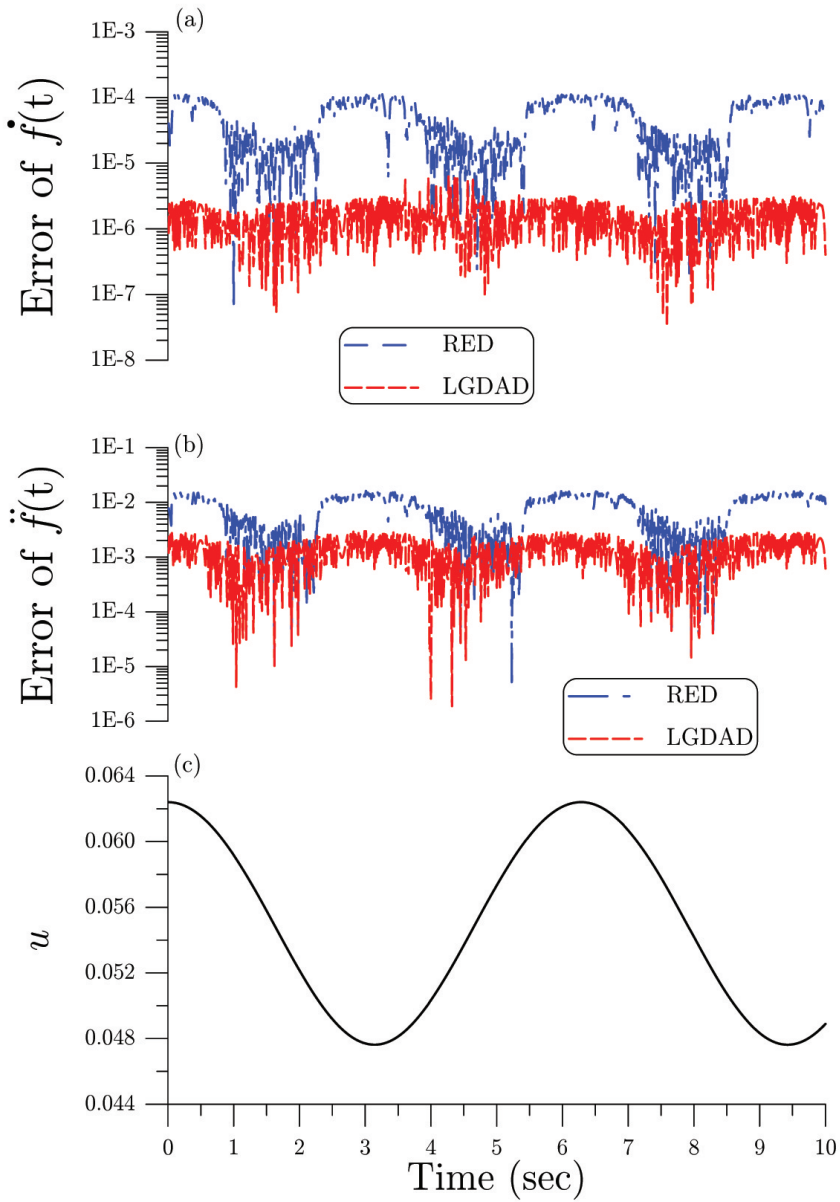 (a)
1E-3
1E-4
1E-5
1E-6
1E-7
1E-8
Error of ḟ(t)
RED
LGDAD
(b)
1E-1
1E-2
1E-3
1E-4
1E-5
1E-6
Error of f̈(t)
RED
LGDAD
(c)
0.064
0.060
0.056
0.052
0.048
0.044
u
0 1 2 3 4 5 6 7 8 9 10
Time (sec)